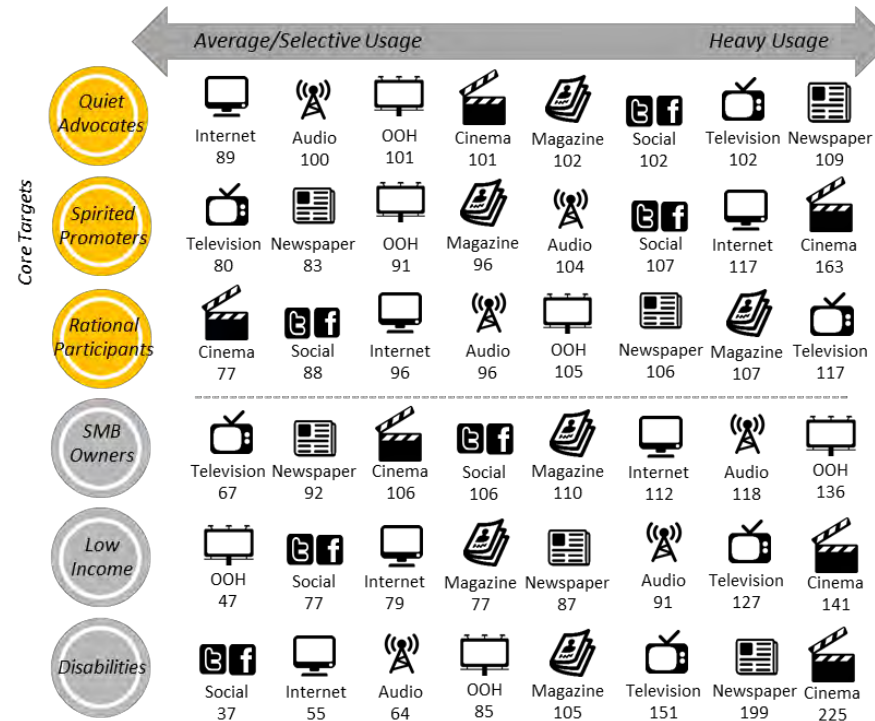 Average/Selective Usage Heavy Usage
Core Targets
Quiet
Advocates
Internet Audio OOH Cinema Magazine Social Television Newspaper
89 100 101 101 102 102 102 109
Spirited
Promoters
Television Newspaper OOH Magazine Audio Social Internet Cinema
80 83 91 96 104 107 117 163
Rational
Participants
Cinema Social Internet Audio OOH Newspaper Magazine Television
77 88 96 96 105 106 107 117
SMB
Owners
Television Newspaper Cinema Social Magazine Internet Audio OOH
67 92 106 106 110 112 118 136
Low
Income
OOH Social Internet Magazine Newspaper Audio Television Cinema
47 77 79 77 87 91 127 141
Disabilities
Social Internet Audio OOH Magazine Television Newspaper Cinema
37 55 64 85 105 151 199 225